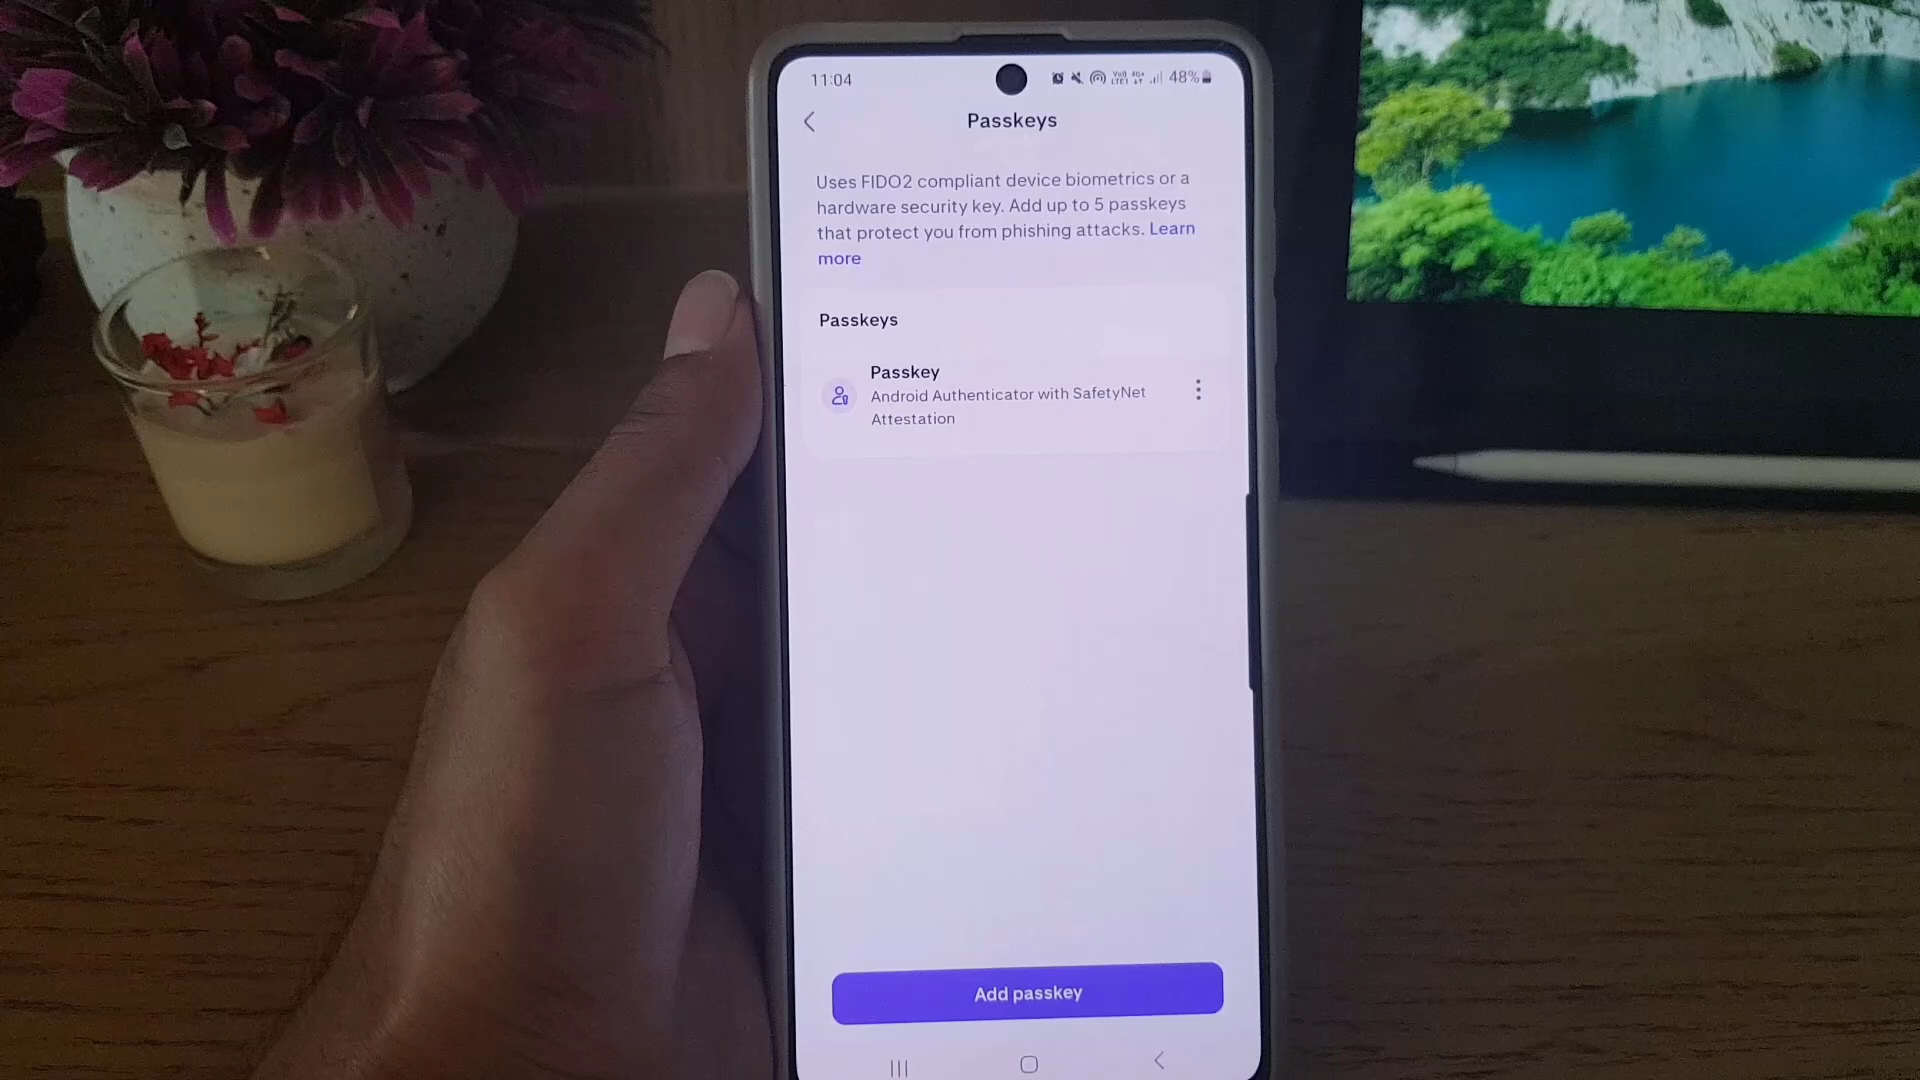 11:04
48%
Passkeys
Uses FIDO2 compliant device biometrics or a
hardware security key. Add up to 5 passkeys
that protect you from phishing attacks. Learn
more
Passkeys
Passkey
Android Authenticator with SafetyNet
Attestation
Add passkey